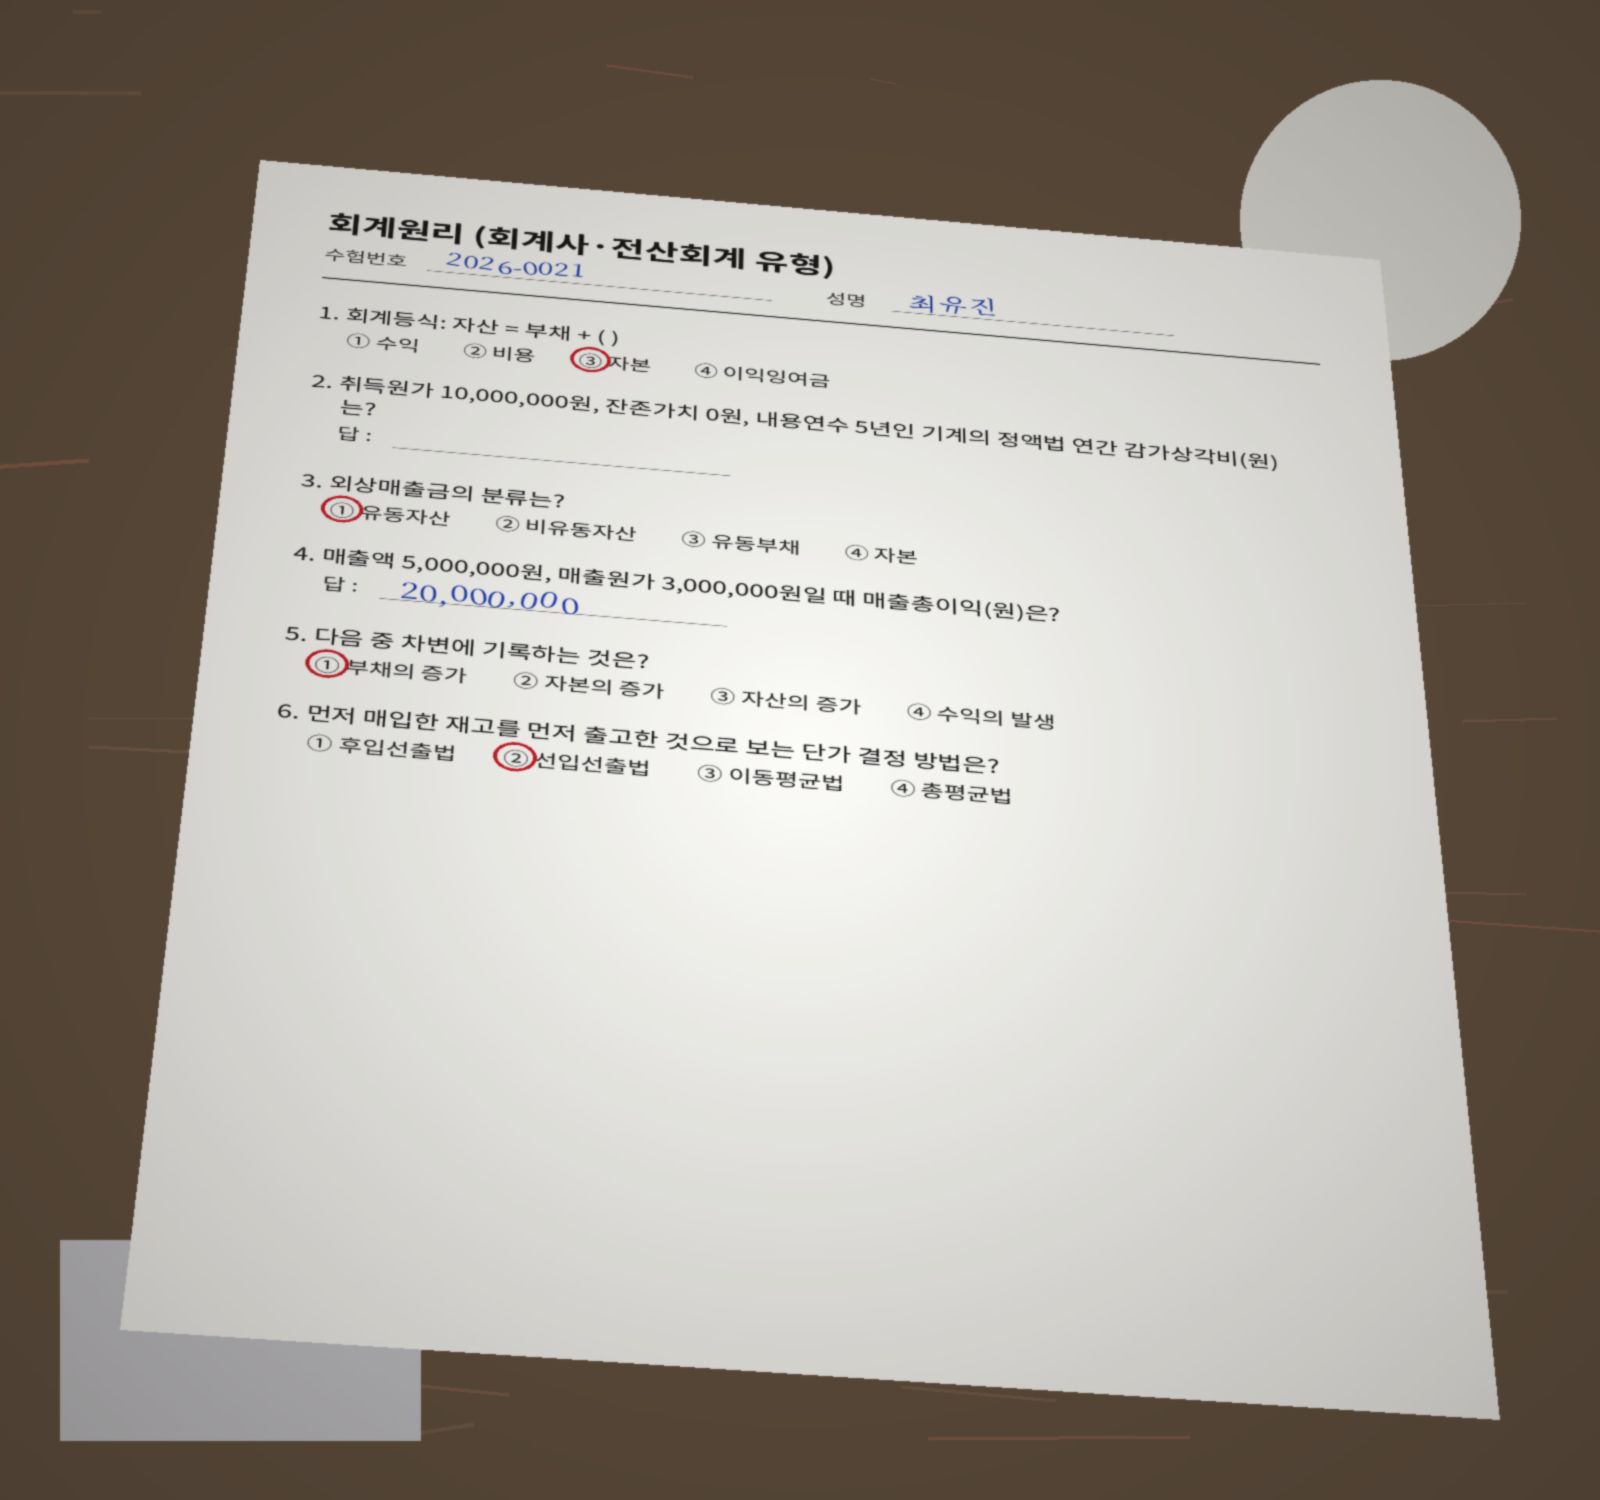 회계원리 (회계사·전산회계 유형)
수험번호 2026-0021 성명 최유진
1. 회계등식: 자산 = 부채 + ( )
① 수익 ② 비용 ③ 자본 ④ 이익잉여금
2. 취득원가 10,000,000원, 잔존가치 0원, 내용연수 5년인 기계의 정액법 연간 감가상각비(원)
는?
답 :
3. 외상매출금의 분류는?
① 유동자산 ② 비유동자산 ③ 유동부채 ④ 자본
4. 매출액 5,000,000원, 매출원가 3,000,000원일 때 매출총이익(원)은?
답 : 20,000,000
5. 다음 중 차변에 기록하는 것은?
① 부채의 증가 ② 자본의 증가 ③ 자산의 증가 ④ 수익의 발생
6. 먼저 매입한 재고를 먼저 출고한 것으로 보는 단가 결정 방법은?
① 후입선출법 ② 선입선출법 ③ 이동평균법 ④ 총평균법